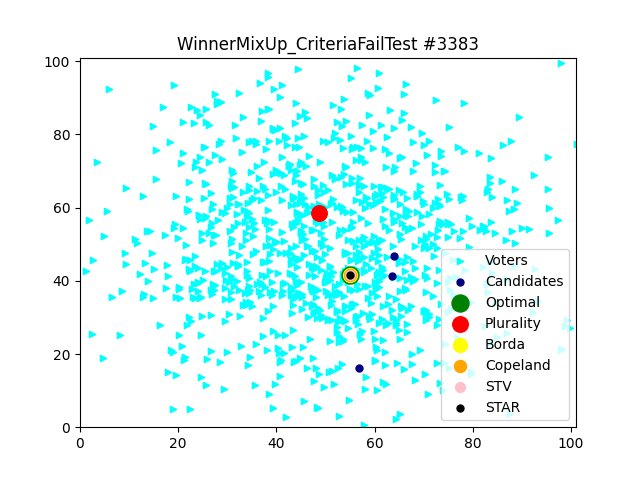 WinnerMixUp_CriteriaFailTest #3383
100
80
60
40
20
0
0
20
40
60
80
100
Voters
Candidates
Optimal
Plurality
Borda
Copeland
STV
STAR